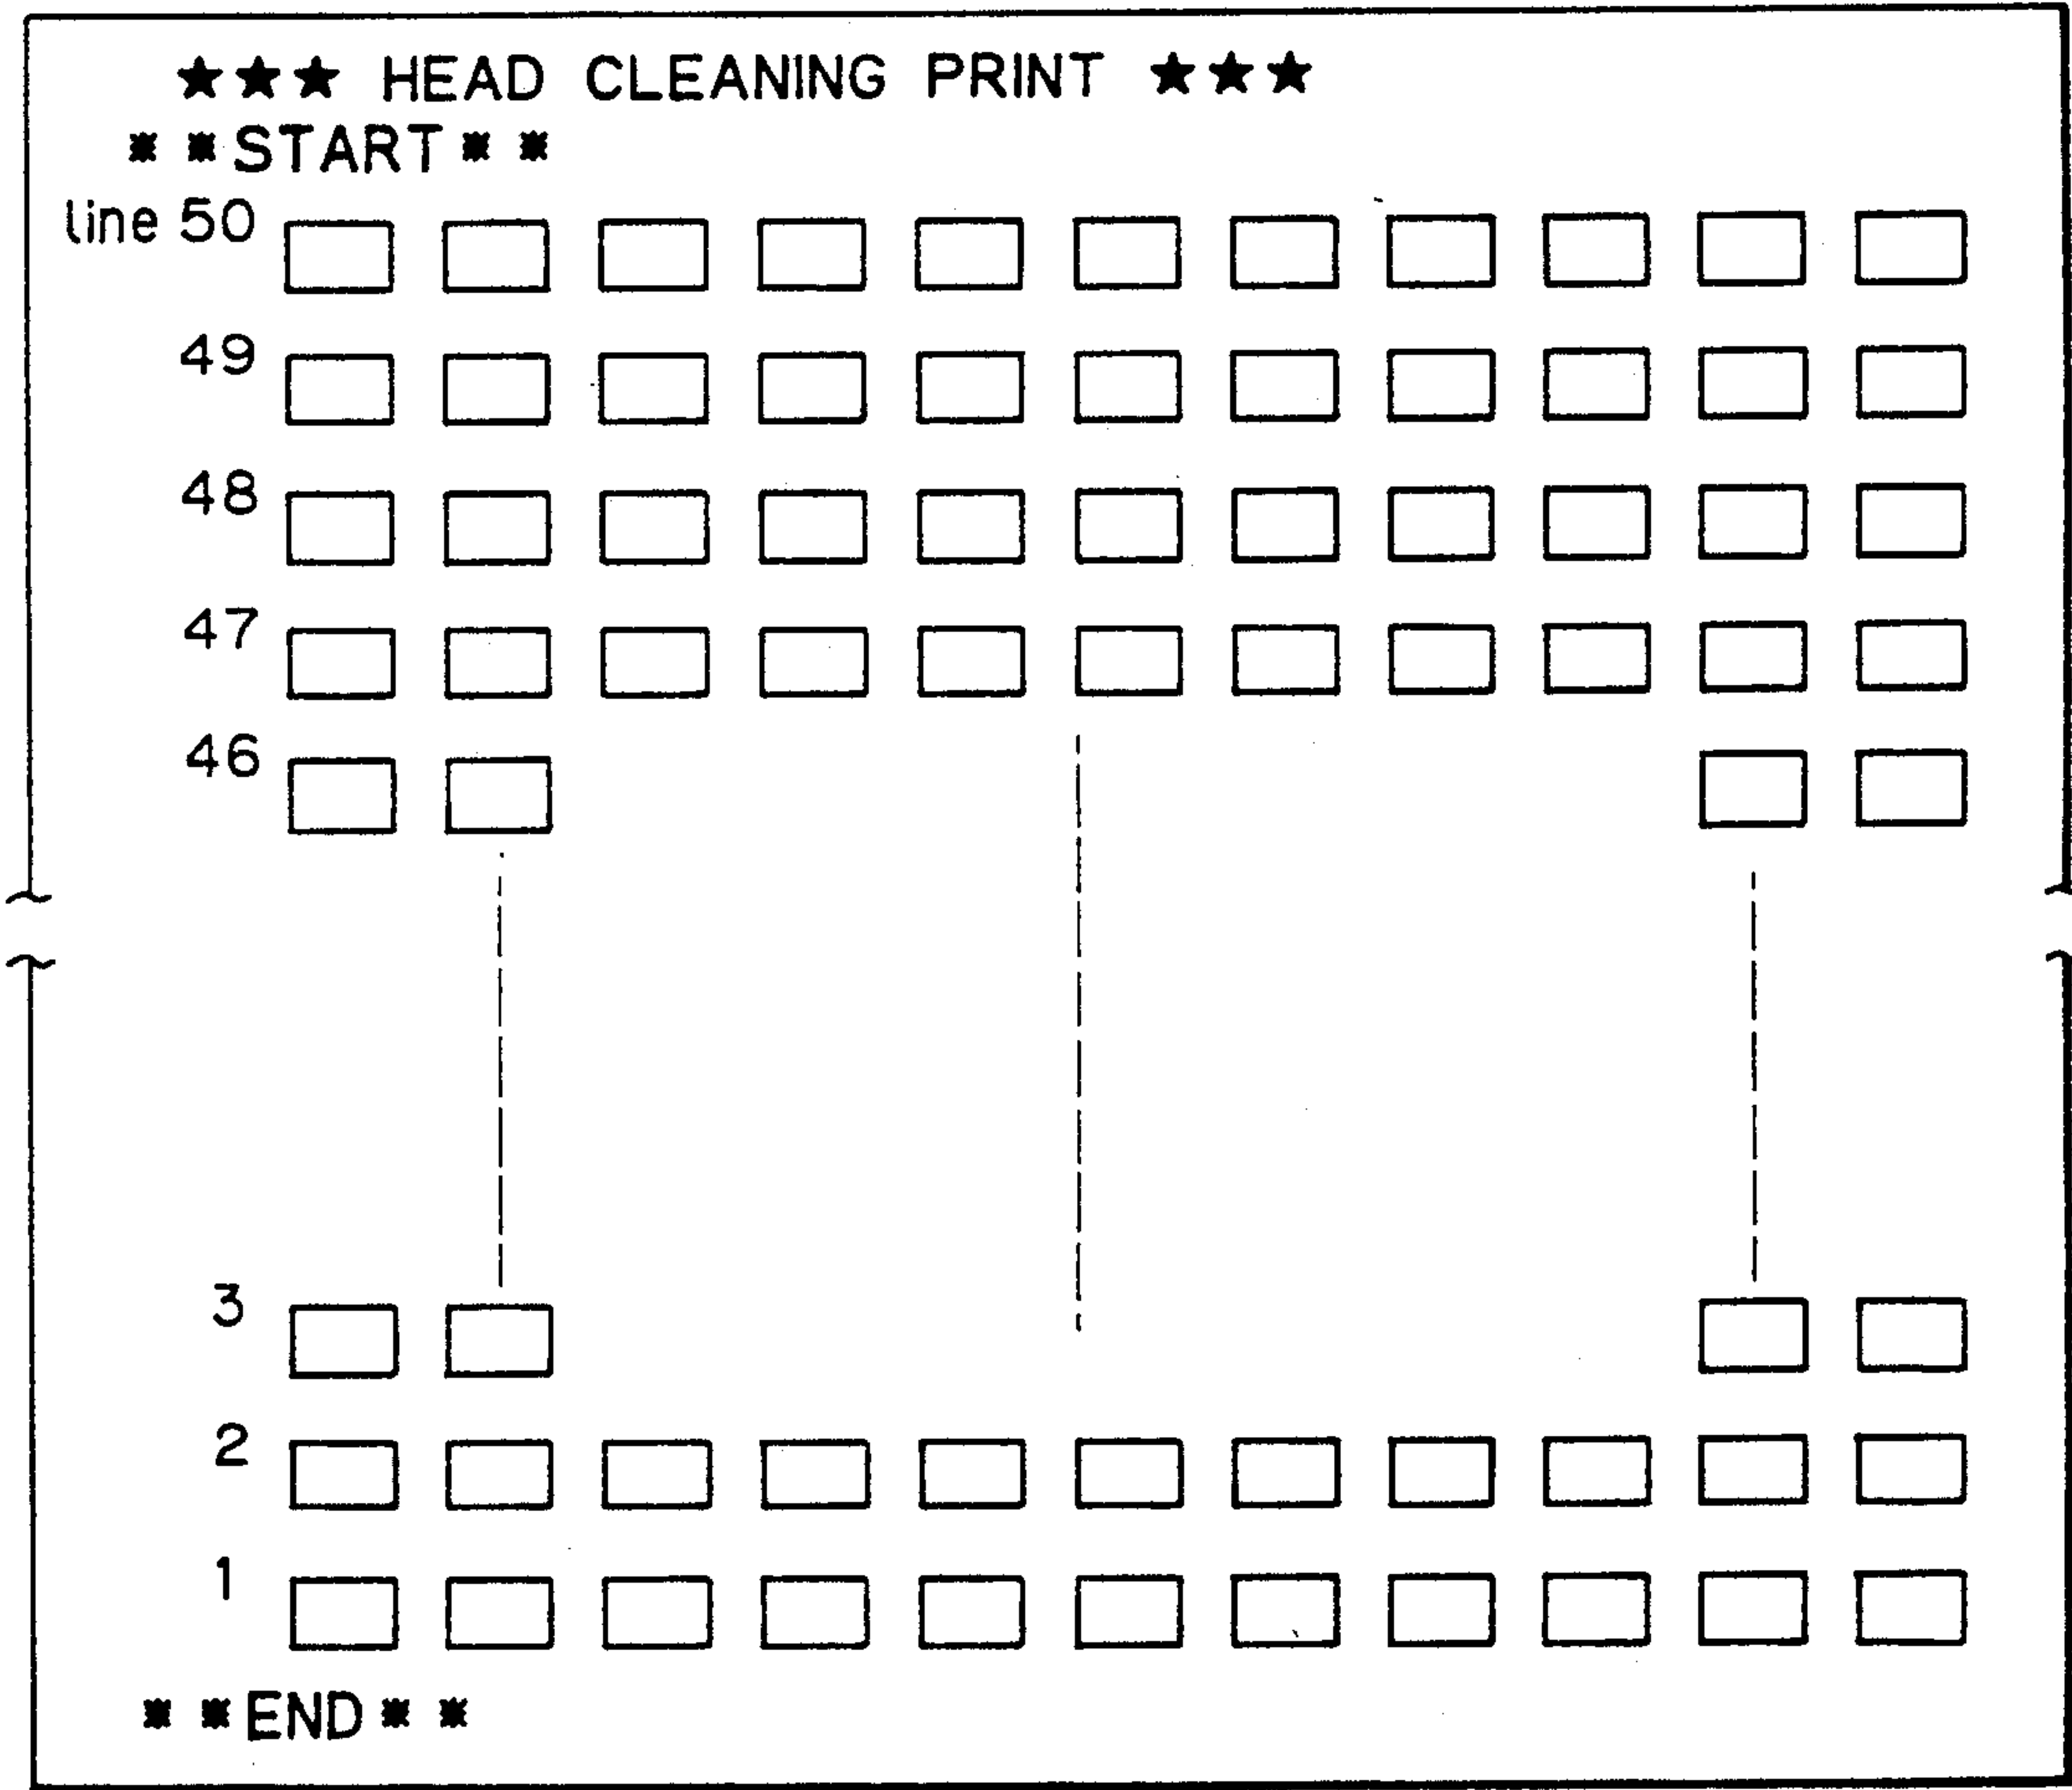 ★★★ HEAD CLEANING PRINT ★★★
**START**
line 50
49
48
47
46
3
2
1
**END**